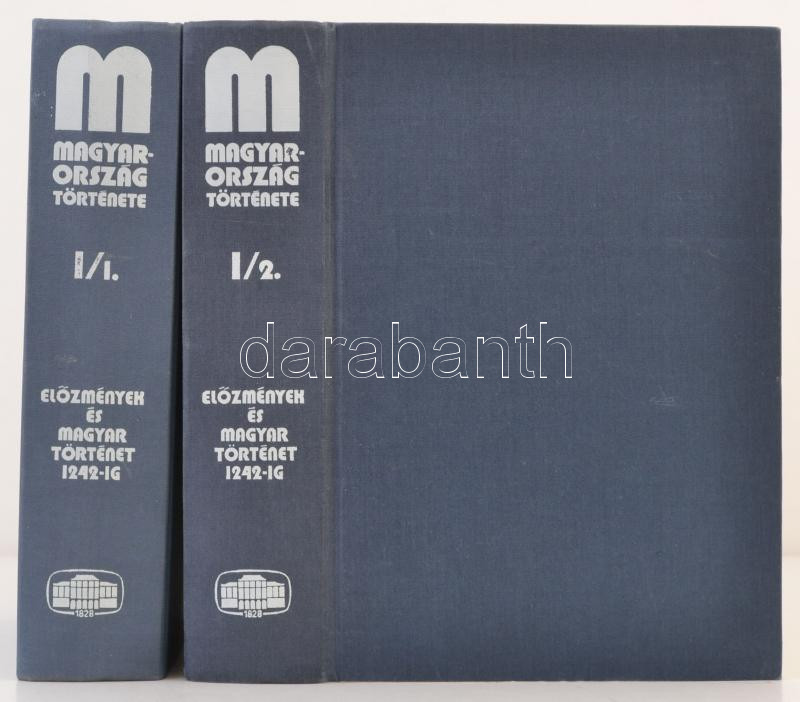 M
MAGYAR-
ORSZÁG
TÖRTÉNETE
I/1.
ELŐZMÉNYEK
ÉS
MAGYAR
TÖRTÉNET
1242-IG
1828
M
MAGYAR-
ORSZÁG
TÖRTÉNETE
I/2.
ELŐZMÉNYEK
ÉS
MAGYAR
TÖRTÉNET
1242-IG
1828
darabanth